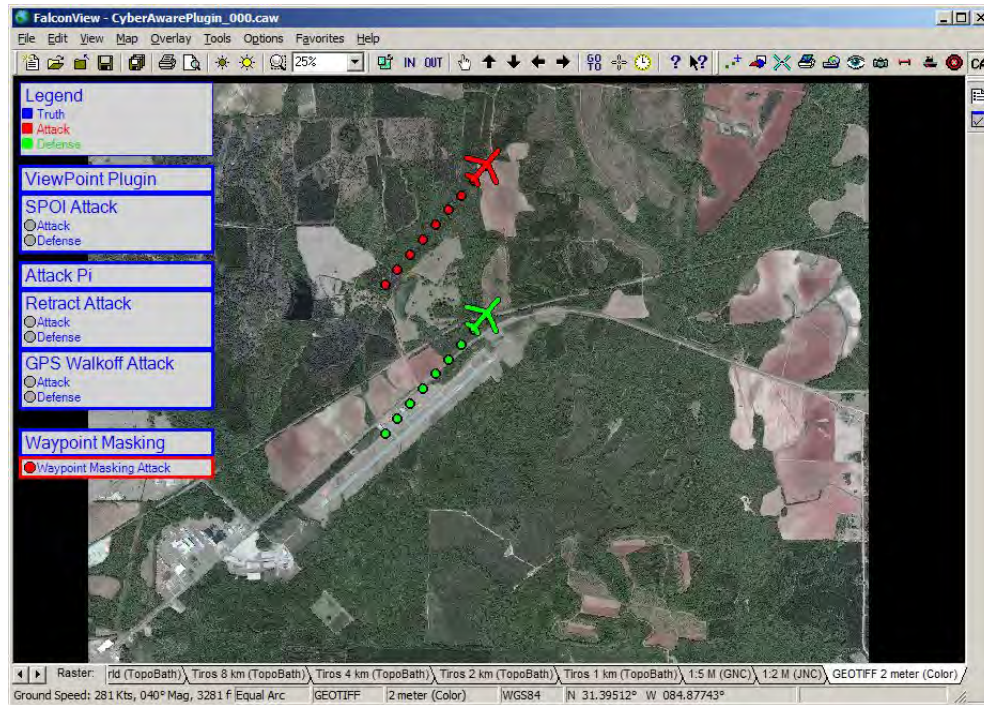 FalconView - CyberAwarePlugin_000.caw
File Edit View Map Overlay Tools Options Favorites Help
25% IN OUT GO TO ? ?
Legend
Truth
Attack
Defense
ViewPoint Plugin
SPOI Attack
Attack
Defense
Attack Pi
Retract Attack
Attack
Defense
GPS Walkoff Attack
Attack
Defense
Waypoint Masking
Waypoint Masking Attack
Raster: rld (TopoBath) Tiros 8 km (TopoBath) Tiros 4 km (TopoBath) Tiros 2 km (TopoBath) Tiros 1 km (TopoBath) 1:5 M (GNC) 1:2 M (JNC) GEOTIFF 2 meter (Color)
Ground Speed: 281 Kts, 040° Mag, 3281 f Equal Arc GEOTIFF 2 meter (Color) WGS84 N 31.39512° W 084.87743°